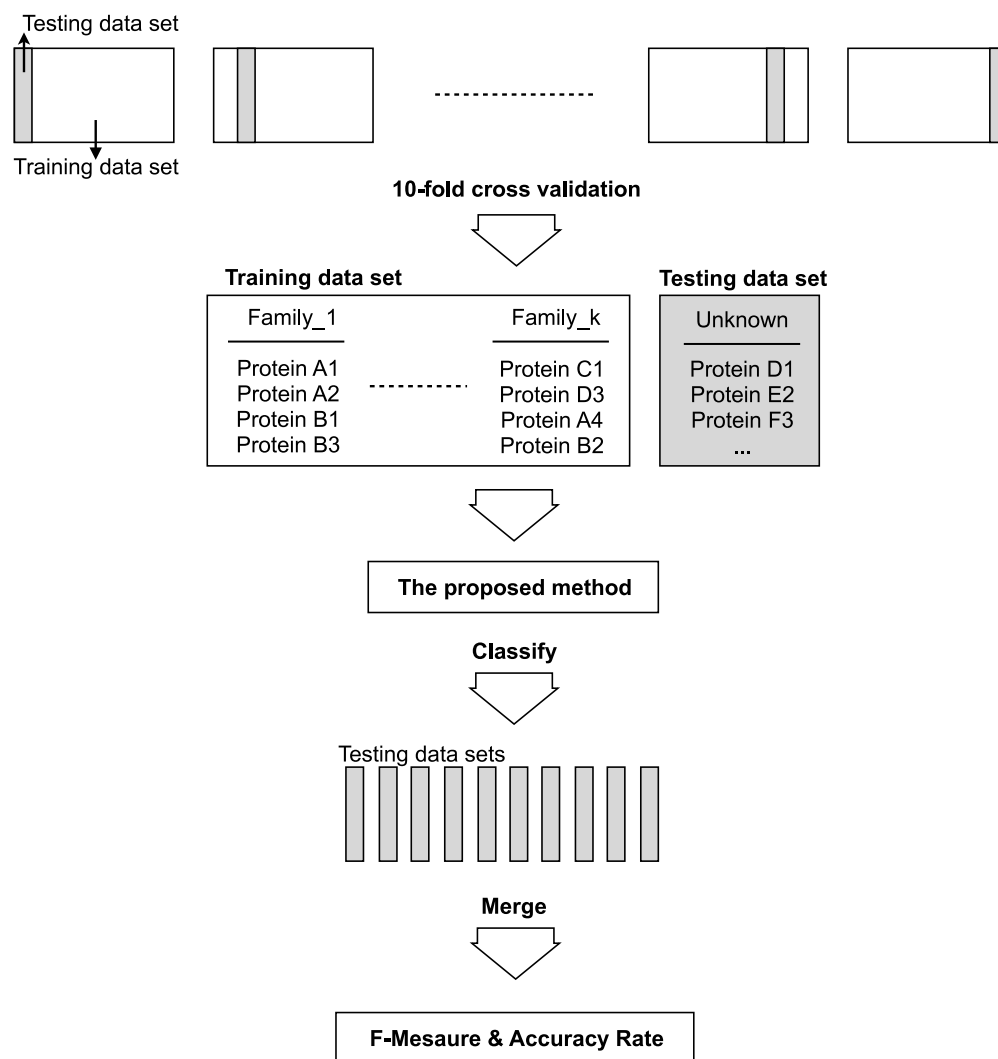 Testing data set
Training data set
10-fold cross validation
Training data set
Testing data set
Family_1
Family_k
Unknown
Protein A1
Protein C1
Protein D1
Protein A2
Protein D3
Protein E2
Protein B1
Protein A4
Protein F3
Protein B3
Protein B2
...
The proposed method
Classify
Testing data sets
Merge
F-Mesaure & Accuracy Rate